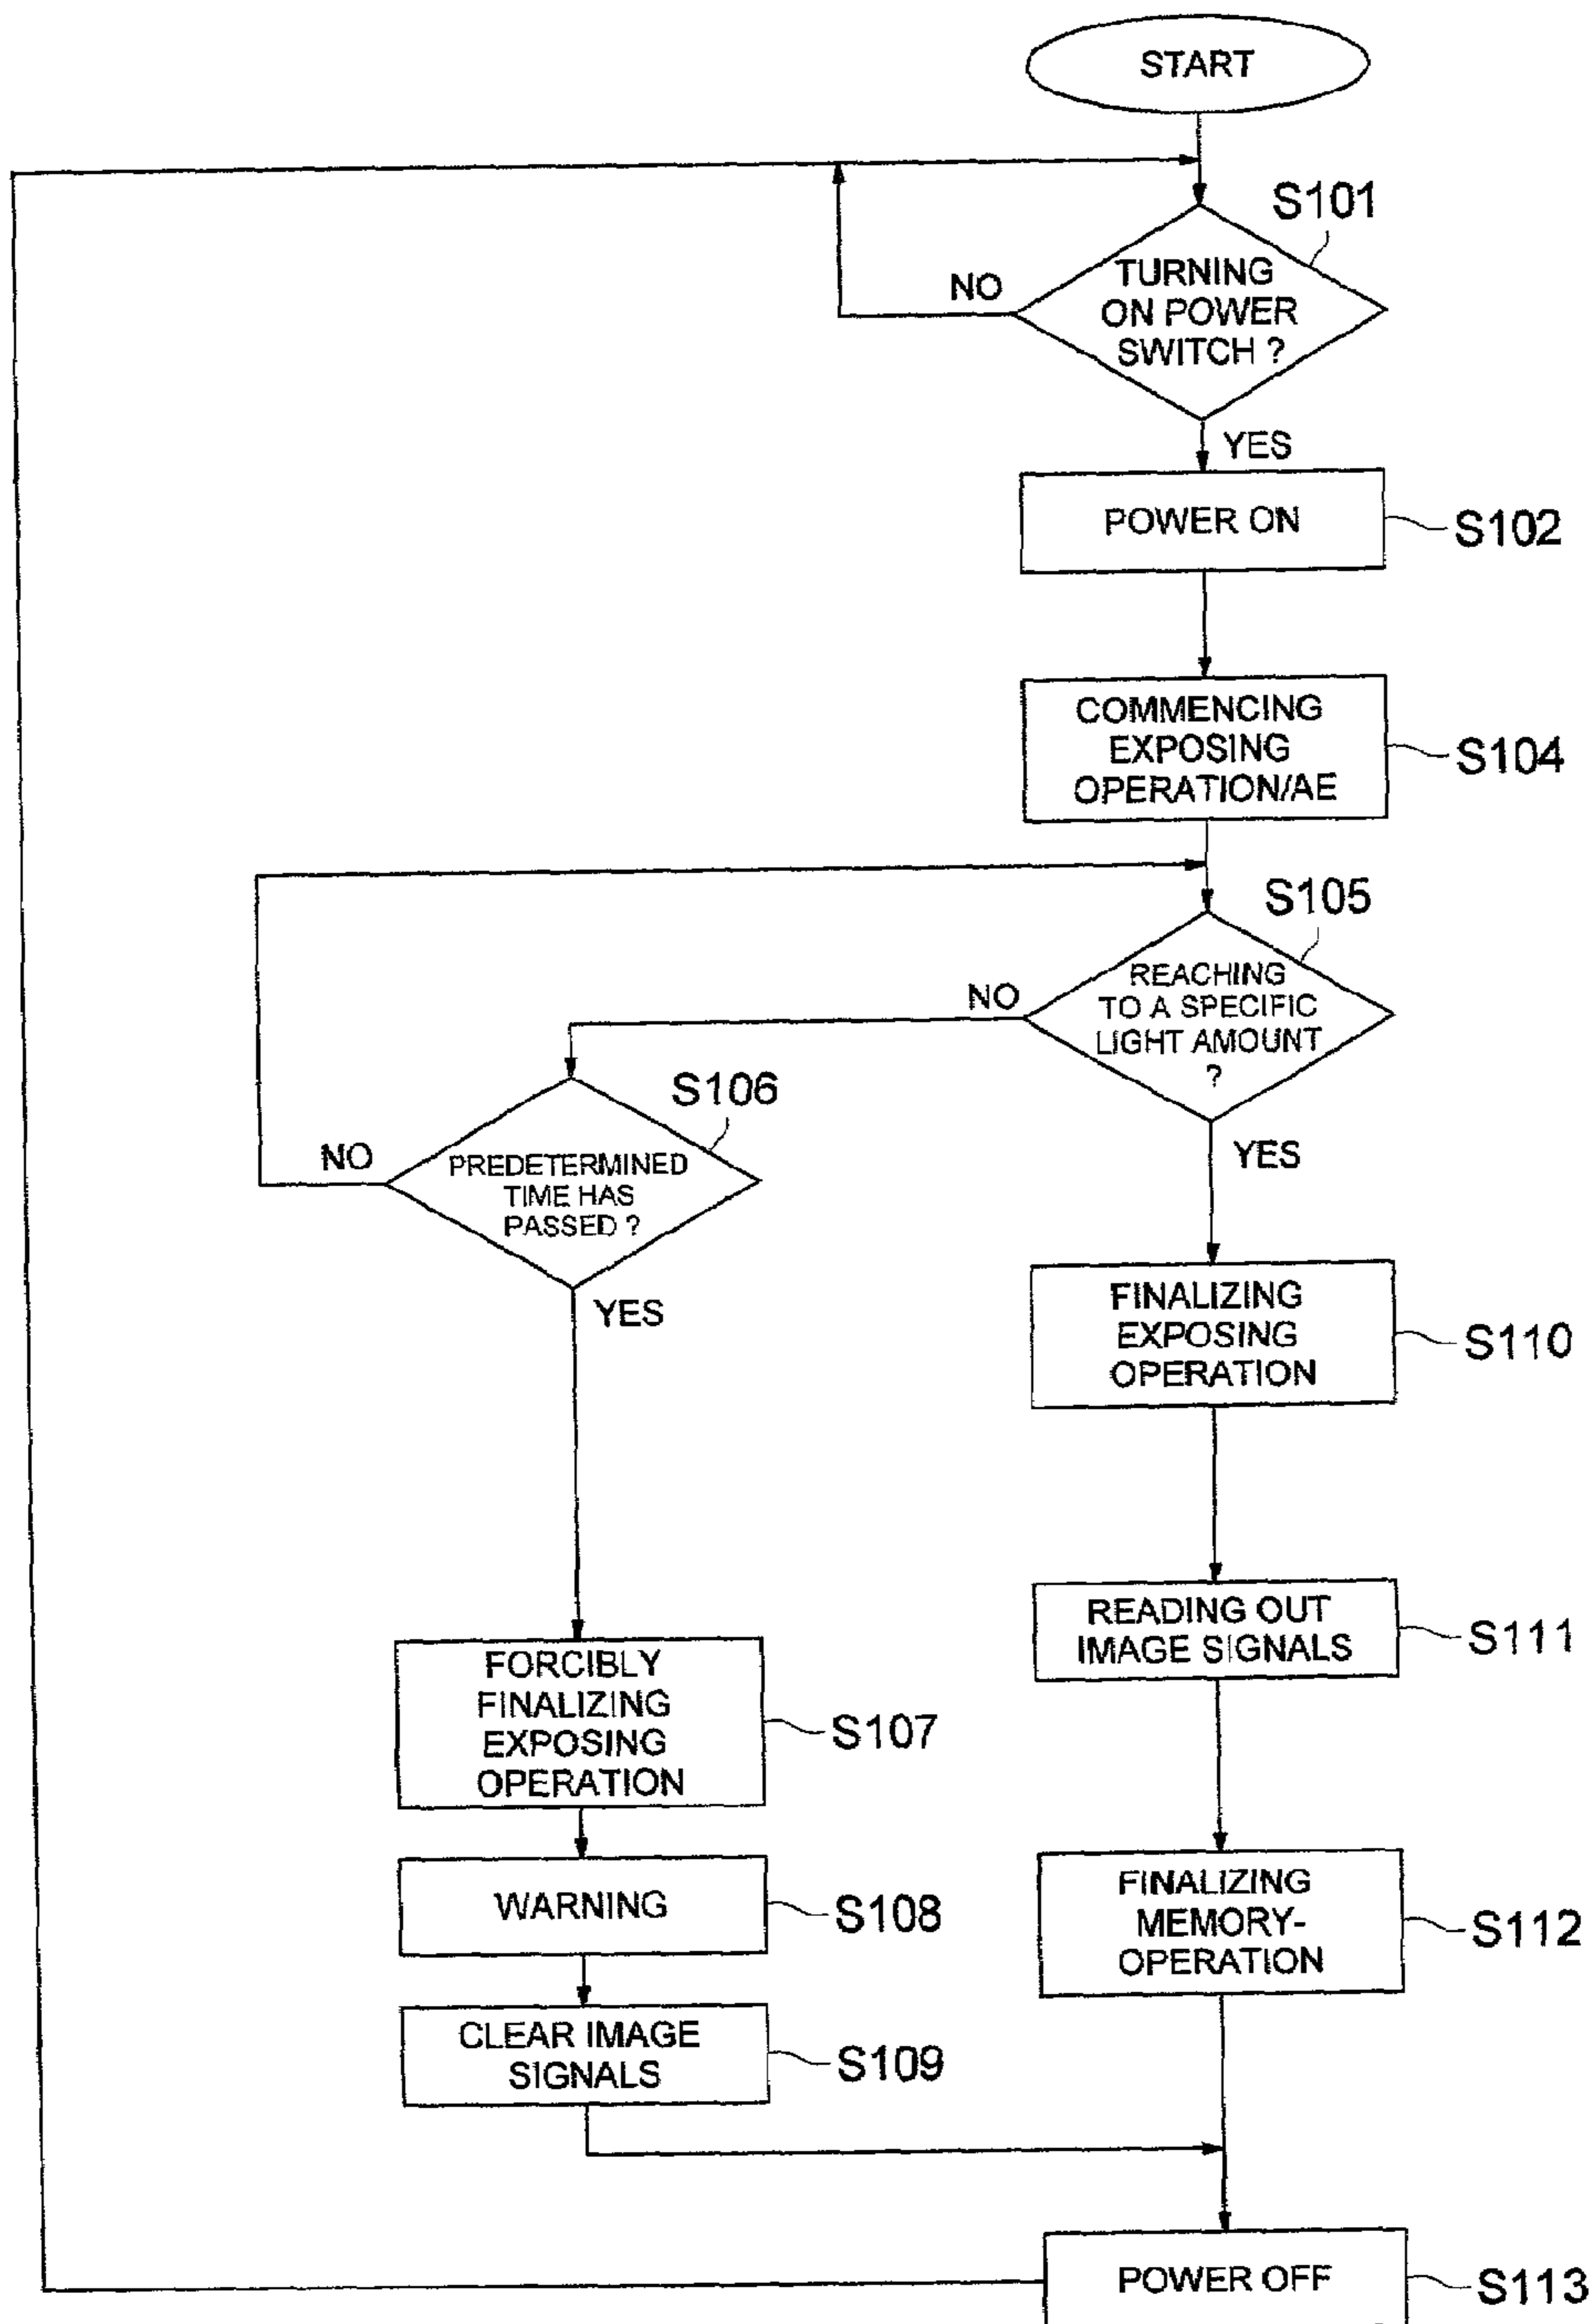 START
S101
TURNING
ON POWER
SWITCH ?
NO
YES
POWER ON
S102
COMMENCING
EXPOSING
OPERATION/AE
S104
S105
REACHING
TO A SPECIFIC
LIGHT AMOUNT
?
NO
YES
S106
PREDETERMINED
TIME HAS
PASSED ?
NO
YES
FINALIZING
EXPOSING
OPERATION
S110
READING OUT
IMAGE SIGNALS
S111
FORCIBLY
FINALIZING
EXPOSING
OPERATION
S107
WARNING
S108
FINALIZING
MEMORY-
OPERATION
S112
CLEAR IMAGE
SIGNALS
S109
POWER OFF
S113